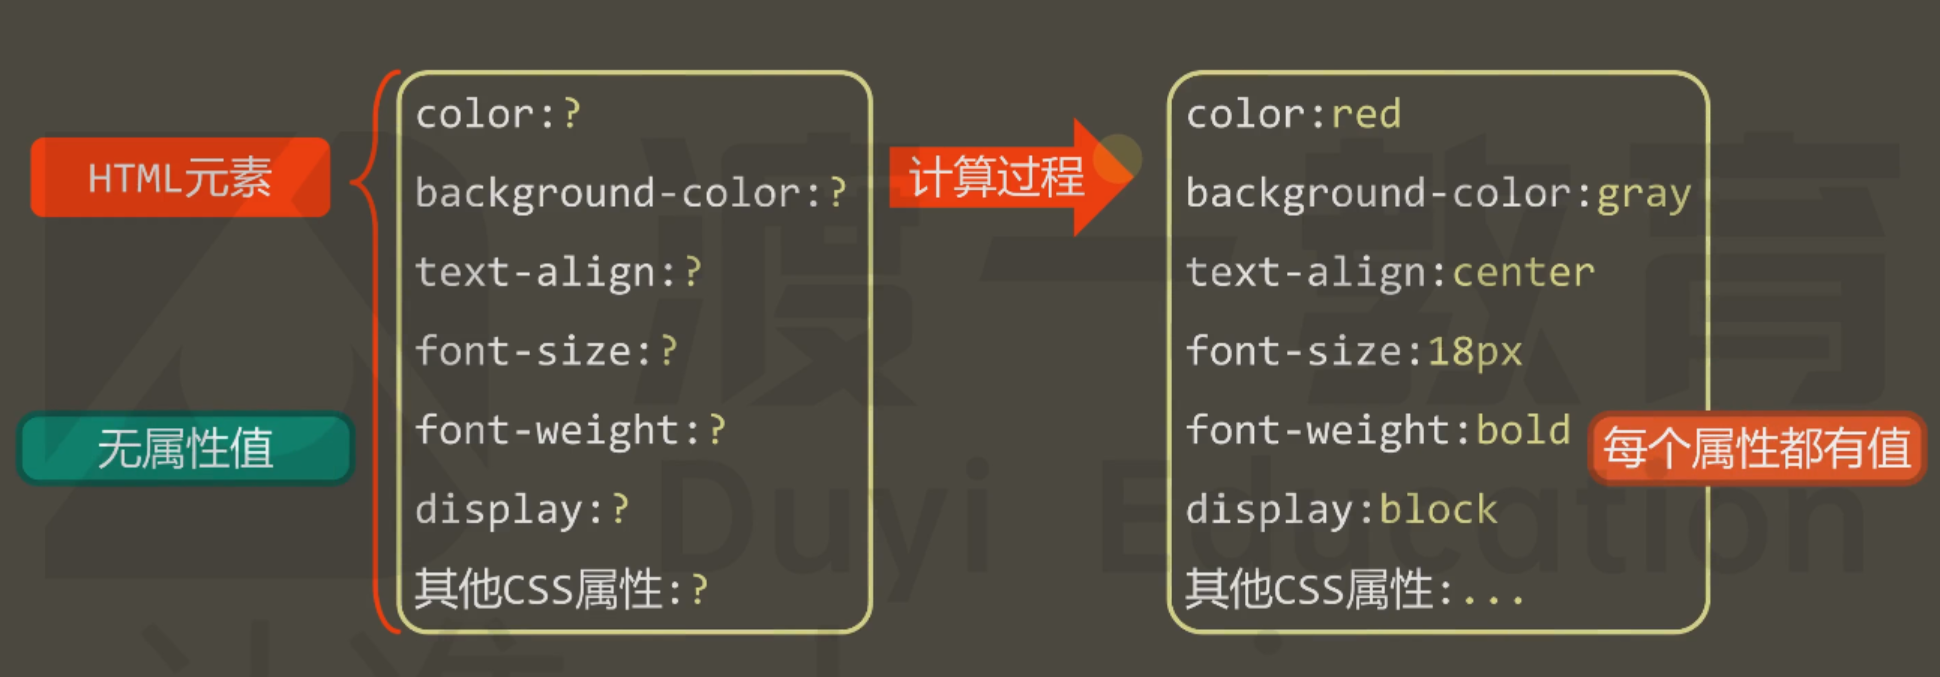 HTML元素
无属性值
color:?
background-color:?
text-align:?
font-size:?
font-weight:?
display:?
其他CSS属性:?
计算过程
color:red
background-color:gray
text-align:center
font-size:18px
font-weight:bold
display:block
其他CSS属性:...
每个属性都有值
渡一教育
Duyi Education